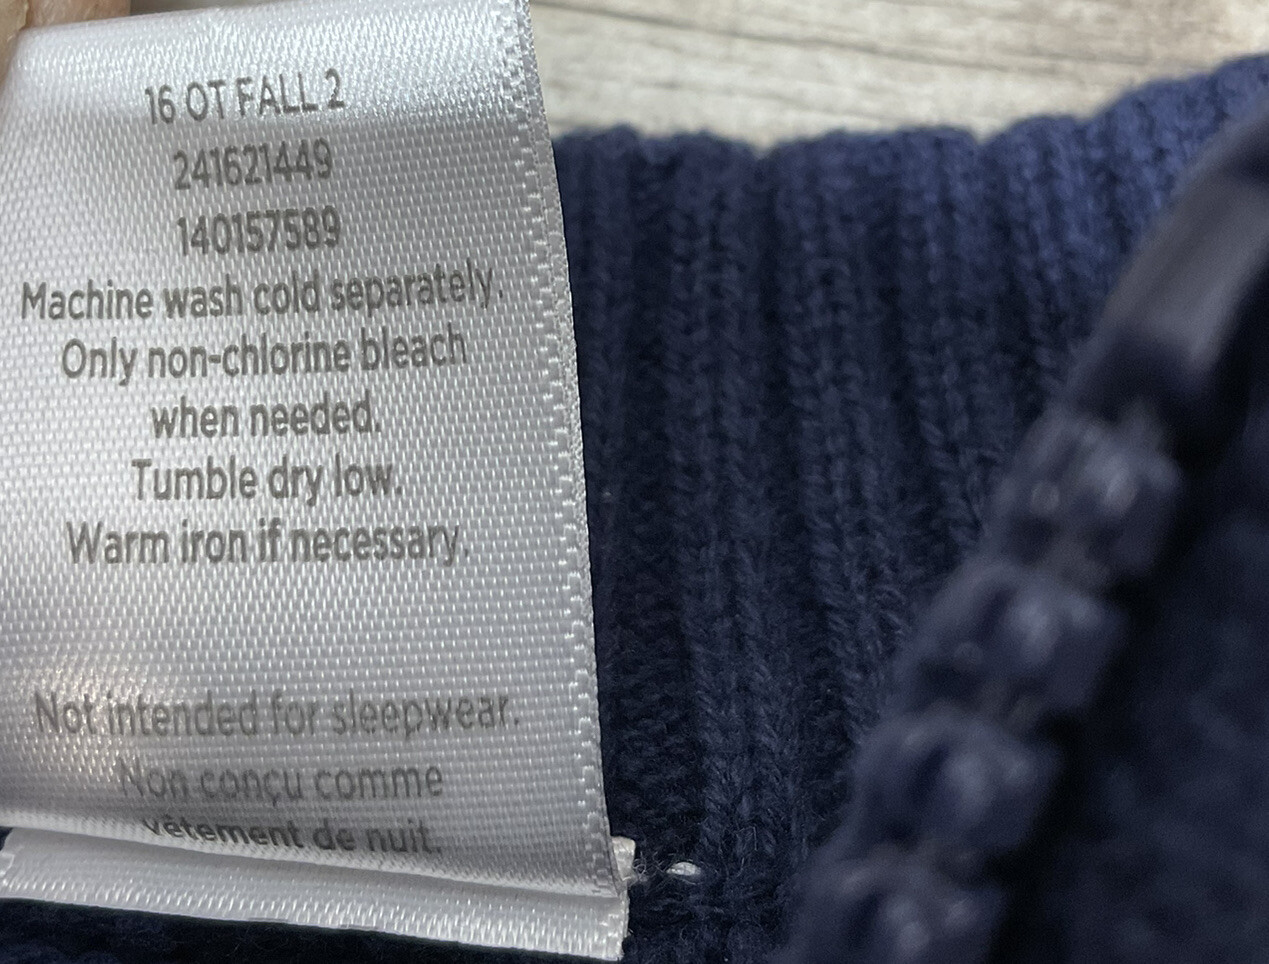 16 OT FALL 2
241621449
140157589
Machine wash cold separately.
Only non-chlorine bleach
when needed.
Tumble dry low.
Warm iron if necessary.
Not intended for sleepwear.
Non conçu comme
vêtement de nuit.